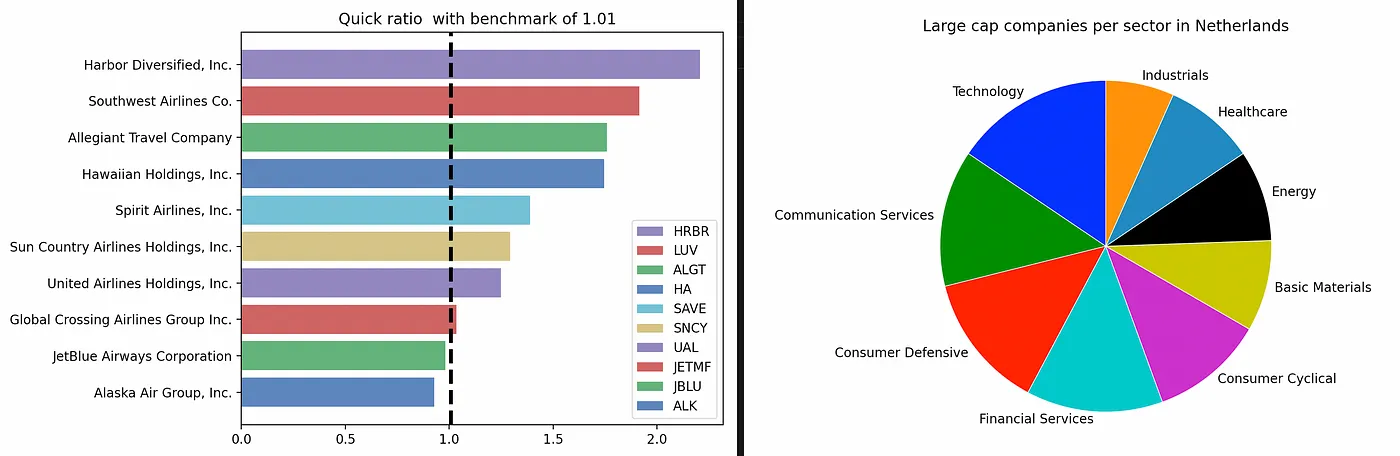 Quick ratio  with benchmark of 1.01
Harbor Diversified, Inc.
Southwest Airlines Co.
Allegiant Travel Company
Hawaiian Holdings, Inc.
Spirit Airlines, Inc.
Sun Country Airlines Holdings, Inc.
United Airlines Holdings, Inc.
Global Crossing Airlines Group Inc.
JetBlue Airways Corporation
Alaska Air Group, Inc.
HRBR
LUV
ALGT
HA
SAVE
SNCY
UAL
JETMF
JBLU
ALK
0.0 0.5 1.0 1.5 2.0
Large cap companies per sector in Netherlands
Industrials
Technology
Healthcare
Energy
Communication Services
Basic Materials
Consumer Defensive
Consumer Cyclical
Financial Services